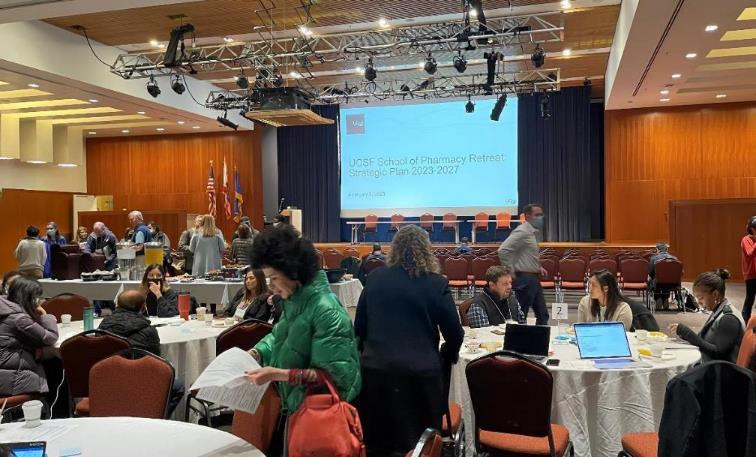 UCSF
UCSF School of Pharmacy Retreat:
Strategic Plan 2023-2027
2